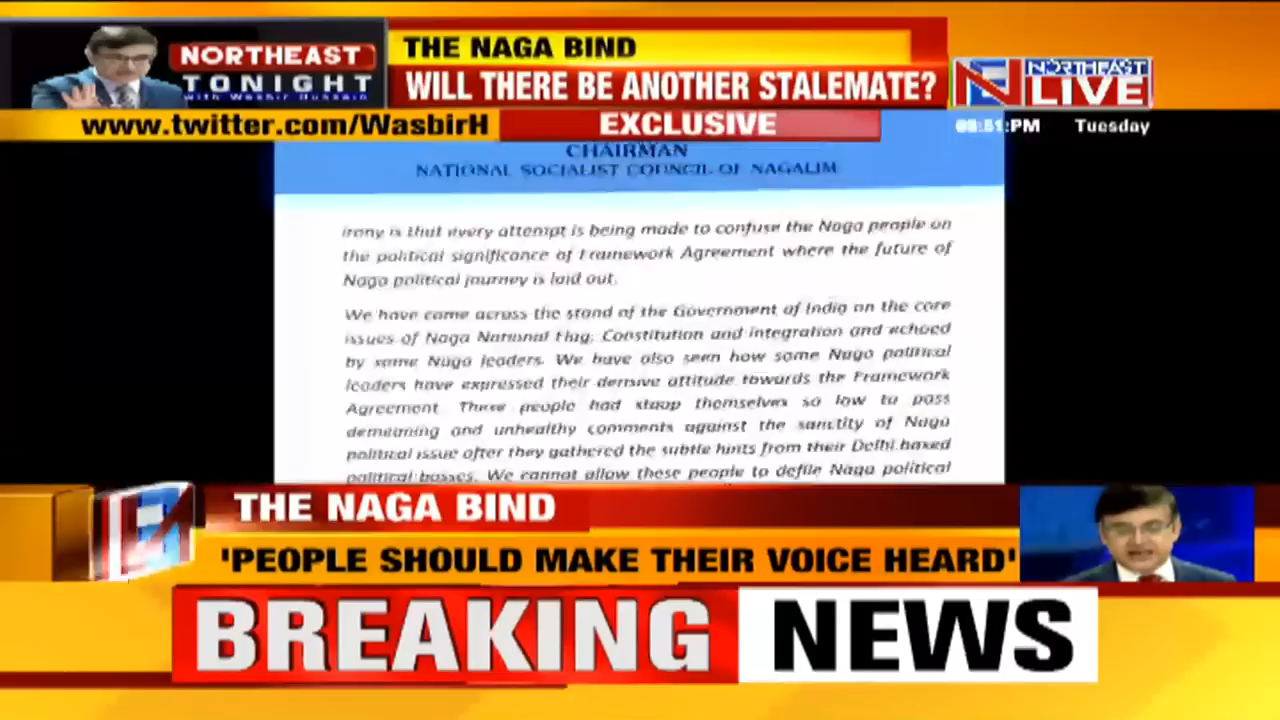 NORTHEAST
TONIGHT
with Wasbir Hussain
THE NAGA BIND
WILL THERE BE ANOTHER STALEMATE?
NORTHEAST
LIVE
www.twitter.com/WasbirH
EXCLUSIVE
:51:PM Tuesday
CHAIRMAN
NATIONAL SOCIALIST COUNCIL OF NAGALIM
irony is that every attempt is being made to confuse the Naga people on
the political significance of Framework Agreement where the future of
Naga political journey is laid out.
We have come across the stand of the Government of India on the core
issues of Naga National Flag, Constitution and integration and echoed
by some Naga leaders. We have also seen how some Naga political
leaders have expressed their derisive attitude towards the Framework
Agreement. These people had stoop themselves so low to pass
demeaning and unhealthy comments against the sanctity of Naga
political issue after they gathered the subtle hints from their Delhi based
political bosses. We cannot allow these people to defile Naga political
THE NAGA BIND
'PEOPLE SHOULD MAKE THEIR VOICE HEARD'
BREAKING NEWS